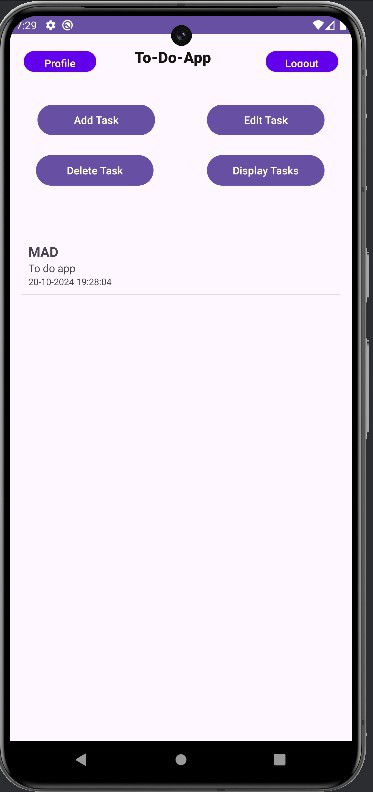 7:29
Profile
To-Do-App
Logout
Add Task
Edit Task
Delete Task
Display Tasks
MAD
To do app
20-10-2024 19:28:04